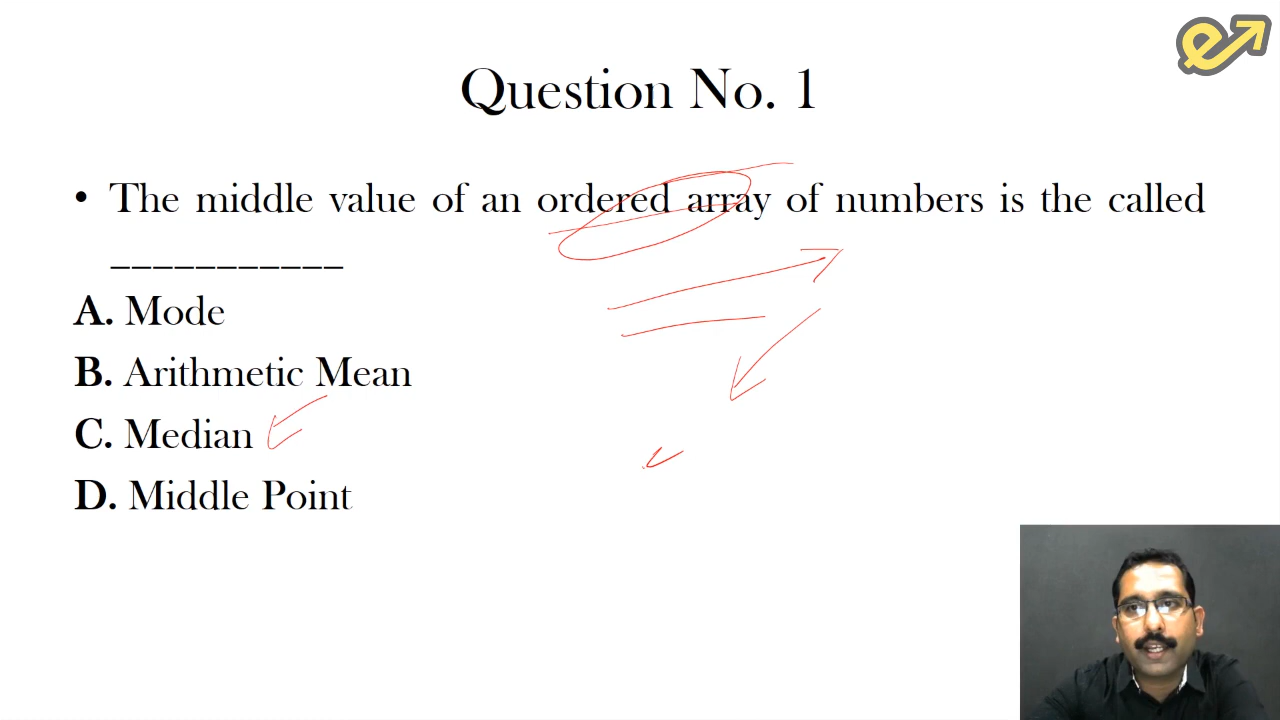 Question No. 1
• The middle value of an ordered array of numbers is the called
___________
A. Mode
B. Arithmetic Mean
C. Median
D. Middle Point